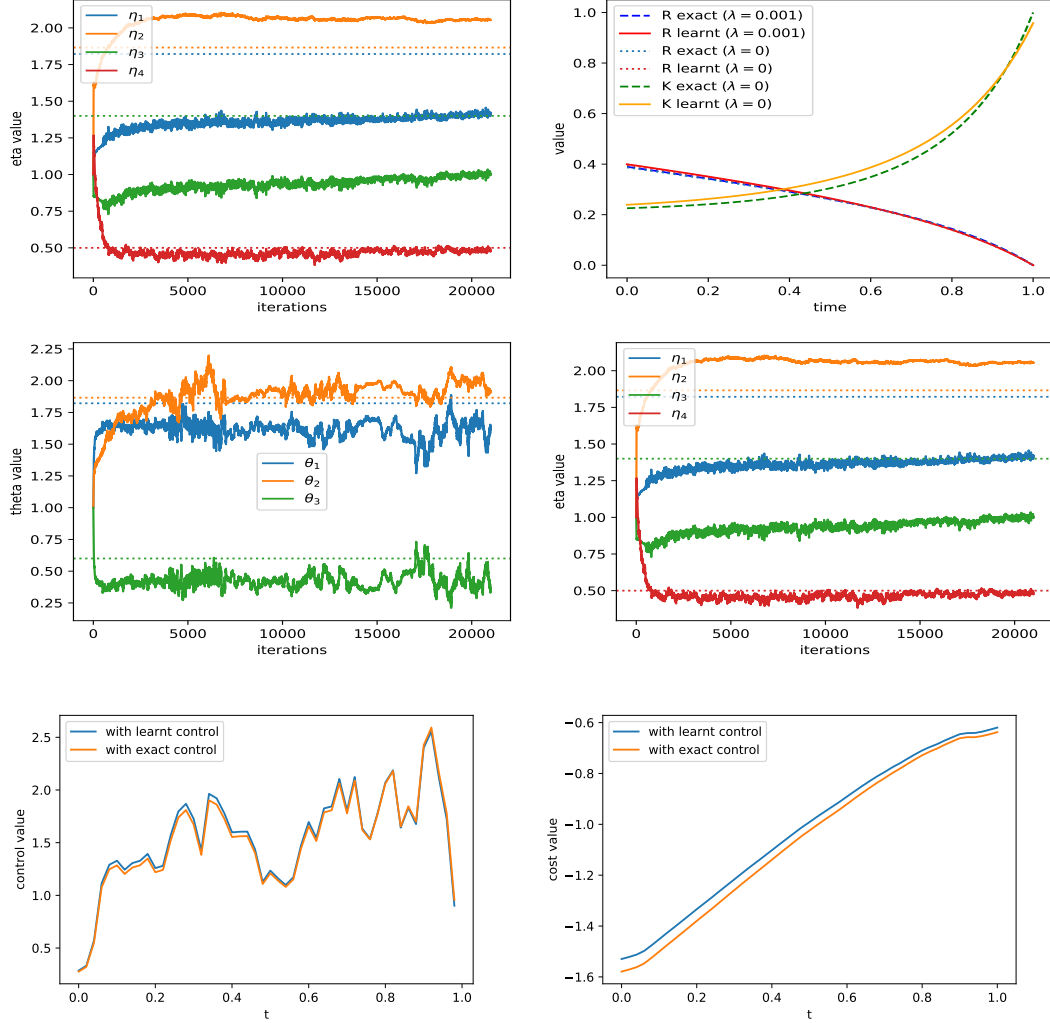 η₁
η₂
η₃
η₄
eta value
2.00
1.75
1.50
1.25
1.00
0.75
0.50
0
5000
10000
15000
20000
iterations
R exact (λ = 0.001)
R learnt (λ = 0.001)
R exact (λ = 0)
R learnt (λ = 0)
K exact (λ = 0)
K learnt (λ = 0)
value
1.0
0.8
0.6
0.4
0.2
0.0
0.0
0.2
0.4
0.6
0.8
1.0
time
theta value
2.25
2.00
1.75
1.50
1.25
1.00
0.75
0.50
0.25
θ₁
θ₂
θ₃
0
5000
10000
15000
20000
iterations
η₁
η₂
η₃
η₄
eta value
2.00
1.75
1.50
1.25
1.00
0.75
0.50
0
5000
10000
15000
20000
iterations
with learnt control
with exact control
control value
2.5
2.0
1.5
1.0
0.5
0.0
0.2
0.4
0.6
0.8
1.0
t
with learnt control
with exact control
cost value
−0.6
−0.8
−1.0
−1.2
−1.4
−1.6
0.0
0.2
0.4
0.6
0.8
1.0
t